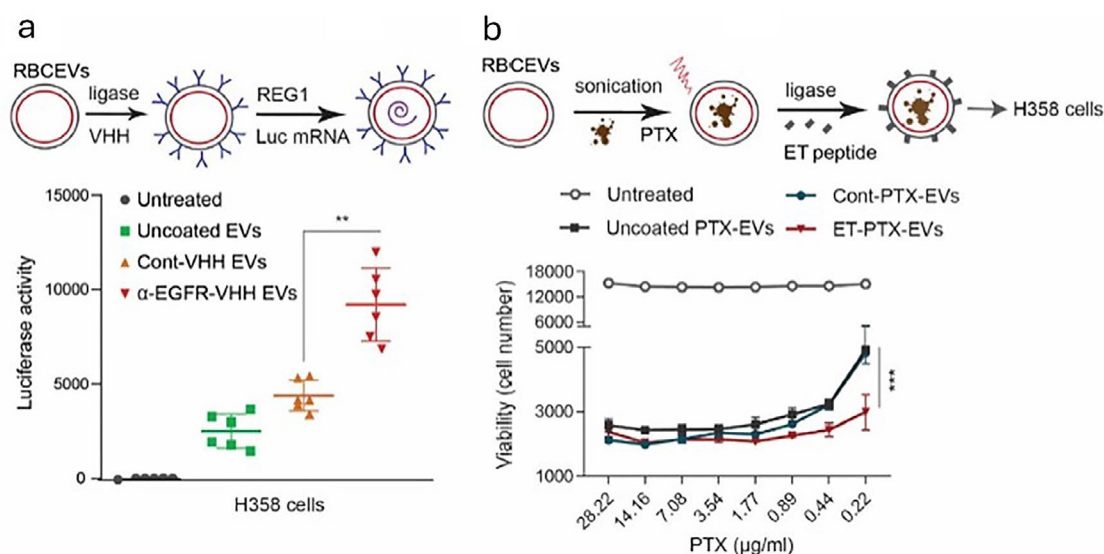 a
RBCEVs
ligase
VHH
REG1
Luc mRNA
15000
10000
5000
0
Luciferase activity
Untreated
Uncoated EVs
Cont-VHH EVs
α-EGFR-VHH EVs
**
H358 cells
b
RBCEVs
sonication
PTX
ligase
ET peptide
H358 cells
Untreated
Uncoated PTX-EVs
Cont-PTX-EVs
ET-PTX-EVs
18000
12000
6000
5000
3000
1000
Viability (cell number)
***
28.22
14.16
7.08
3.54
1.77
0.89
0.44
0.22
PTX (μg/ml)